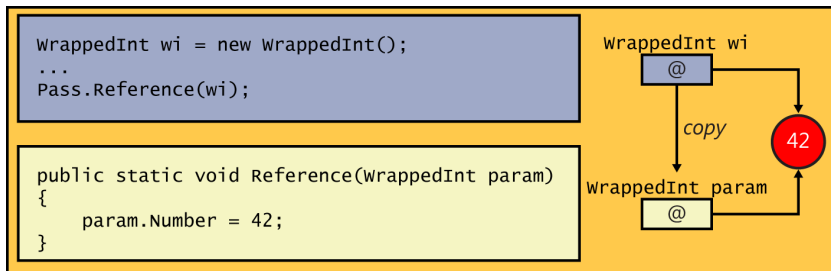 WrappedInt wi = new WrappedInt();
...
Pass.Reference(wi);
public static void Reference(WrappedInt param)
{
    param.Number = 42;
}
WrappedInt wi
@
copy
42
WrappedInt param
@